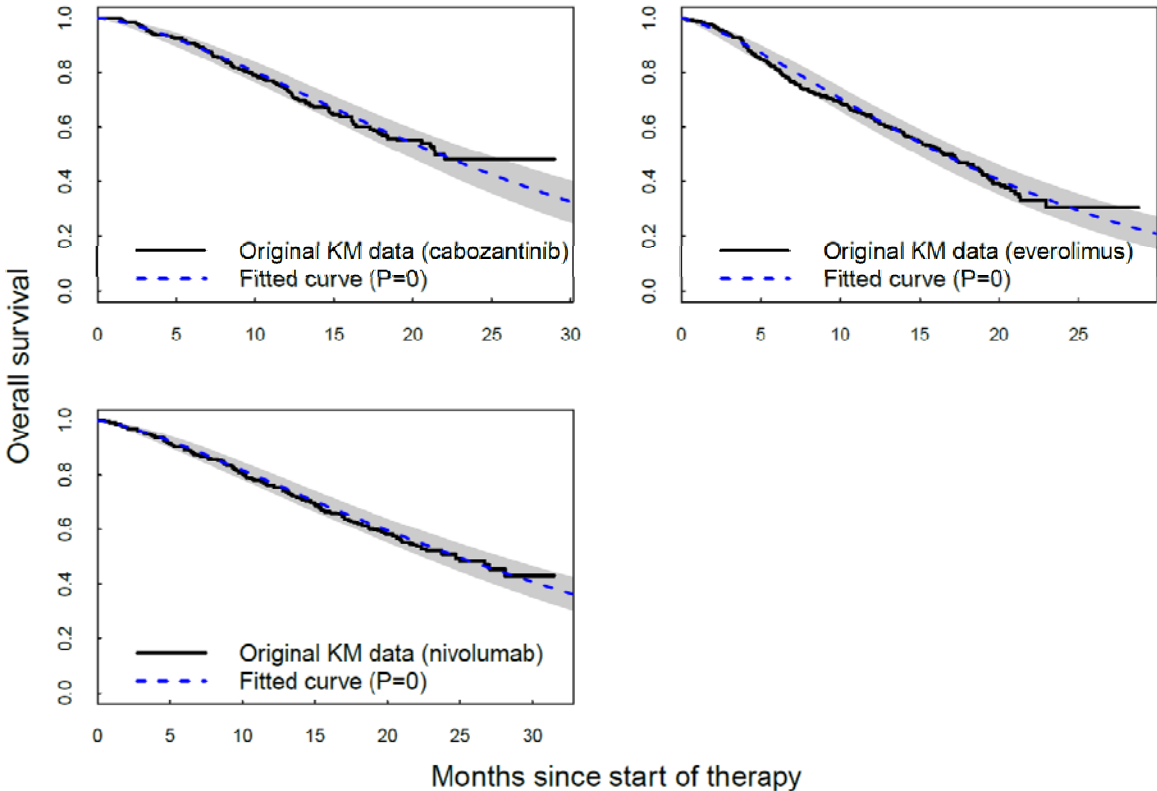 Overall survival
1.0
0.8
0.6
0.4
0.2
0.0
Original KM data (cabozantinib)
Fitted curve (P=0)
0 5 10 15 20 25 30
1.0
0.8
0.6
0.4
0.2
0.0
Original KM data (everolimus)
Fitted curve (P=0)
0 5 10 15 20 25
1.0
0.8
0.6
0.4
0.2
0.0
Original KM data (nivolumab)
Fitted curve (P=0)
0 5 10 15 20 25 30
Months since start of therapy